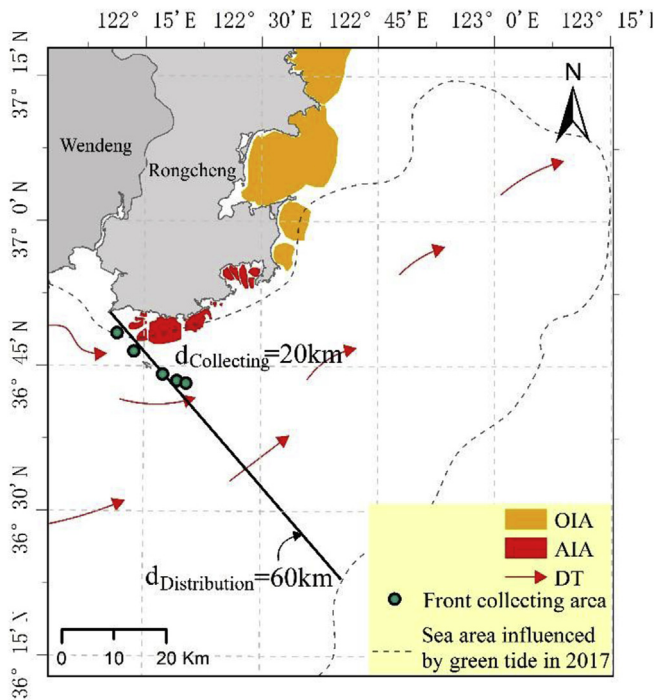 122° 15′ E 122° 30′ E 122° 45′ E 123° 0′ E 123° 15′ E
37° 15′ N
N
Wendeng
Rongcheng
37° 0′ N
36° 45′ N
dCollecting=20km
36° 30′ N
OIA
AIA
dDistribution=60km
DT
Front collecting area
Sea area influenced
by green tide in 2017
36° 15′ N
0 10 20 Km